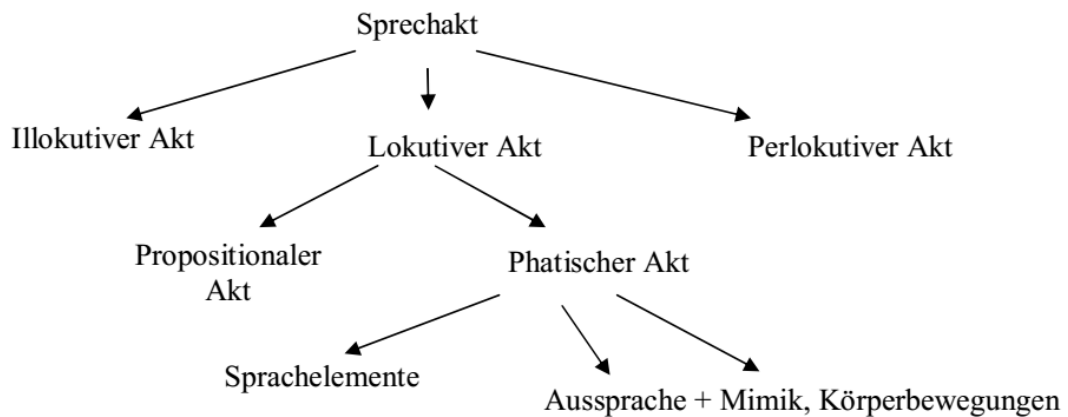 Sprechakt
Illokutiver Akt
Lokutiver Akt
Perlokutiver Akt
Propositionaler
Akt
Phatischer Akt
Sprachelemente
Aussprache + Mimik, Körperbewegungen